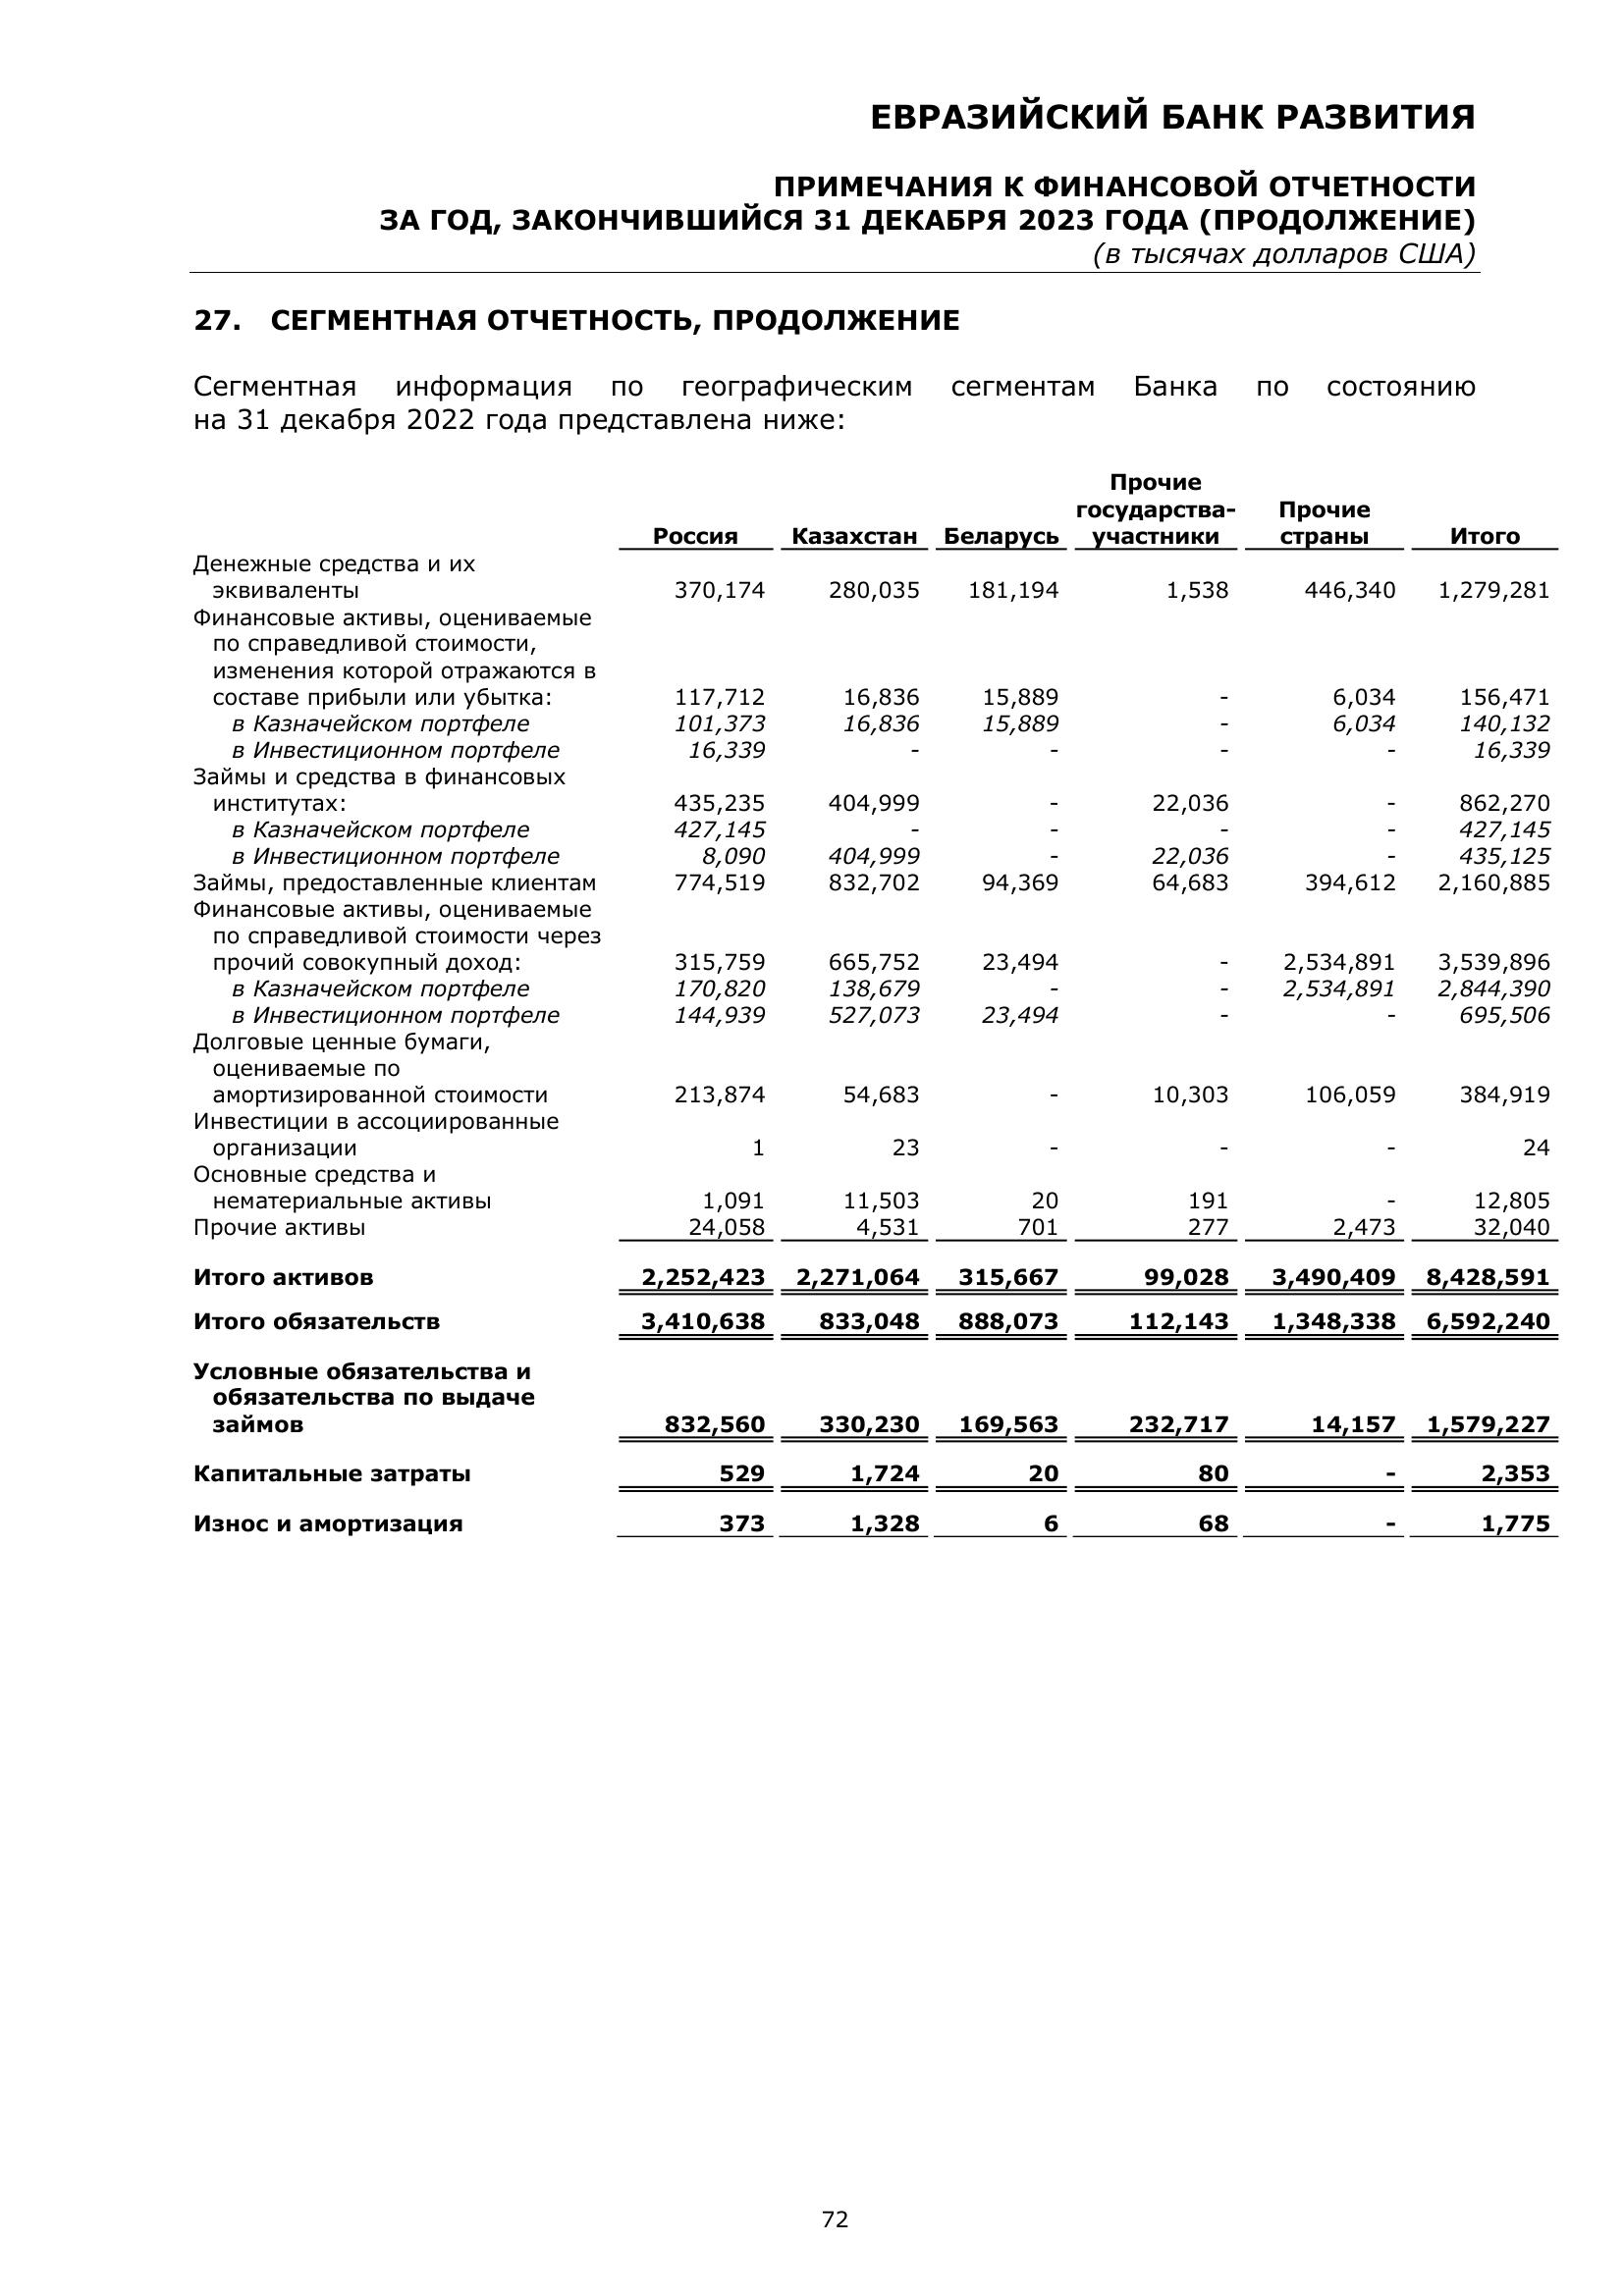 ЕВРАЗИЙСКИЙ БАНК РАЗВИТИЯ
ПРИМЕЧАНИЯ К ФИНАНСОВОЙ ОТЧЕТНОСТИ
ЗА ГОД, ЗАКОНЧИВШИЙСЯ 31 ДЕКАБРЯ 2023 ГОДА (ПРОДОЛЖЕНИЕ)
(в тысячах долларов США)
27. СЕГМЕНТНАЯ ОТЧЕТНОСТЬ, ПРОДОЛЖЕНИЕ
Сегментная информация по географическим сегментам Банка по состоянию
на 31 декабря 2022 года представлена ниже:
Прочие
государства- Прочие
Россия Казахстан Беларусь участники страны Итого
Денежные средства и их
эквиваленты 370,174 280,035 181,194 1,538 446,340 1,279,281
Финансовые активы, оцениваемые
по справедливой стоимости,
изменения которой отражаются в
составе прибыли или убытка: 117,712 16,836 15,889 - 6,034 156,471
в Казначейском портфеле 101,373 16,836 15,889 - 6,034 140,132
в Инвестиционном портфеле 16,339 - - - - 16,339
Займы и средства в финансовых
институтах: 435,235 404,999 - 22,036 - 862,270
в Казначейском портфеле 427,145 - - - - 427,145
в Инвестиционном портфеле 8,090 404,999 - 22,036 - 435,125
Займы, предоставленные клиентам 774,519 832,702 94,369 64,683 394,612 2,160,885
Финансовые активы, оцениваемые
по справедливой стоимости через
прочий совокупный доход: 315,759 665,752 23,494 - 2,534,891 3,539,896
в Казначейском портфеле 170,820 138,679 - - 2,534,891 2,844,390
в Инвестиционном портфеле 144,939 527,073 23,494 - - 695,506
Долговые ценные бумаги,
оцениваемые по
амортизированной стоимости 213,874 54,683 - 10,303 106,059 384,919
Инвестиции в ассоциированные
организации 1 23 - - - 24
Основные средства и
нематериальные активы 1,091 11,503 20 191 - 12,805
Прочие активы 24,058 4,531 701 277 2,473 32,040
Итого активов 2,252,423 2,271,064 315,667 99,028 3,490,409 8,428,591
Итого обязательств 3,410,638 833,048 888,073 112,143 1,348,338 6,592,240
Условные обязательства и
обязательства по выдаче
займов 832,560 330,230 169,563 232,717 14,157 1,579,227
Капитальные затраты 529 1,724 20 80 - 2,353
Износ и амортизация 373 1,328 6 68 - 1,775
72